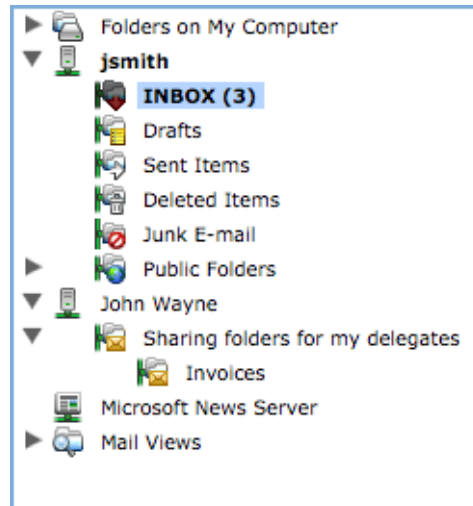 Folders on My Computer
jsmith
INBOX (3)
Drafts
Sent Items
Deleted Items
Junk E-mail
Public Folders
John Wayne
Sharing folders for my delegates
Invoices
Microsoft News Server
Mail Views